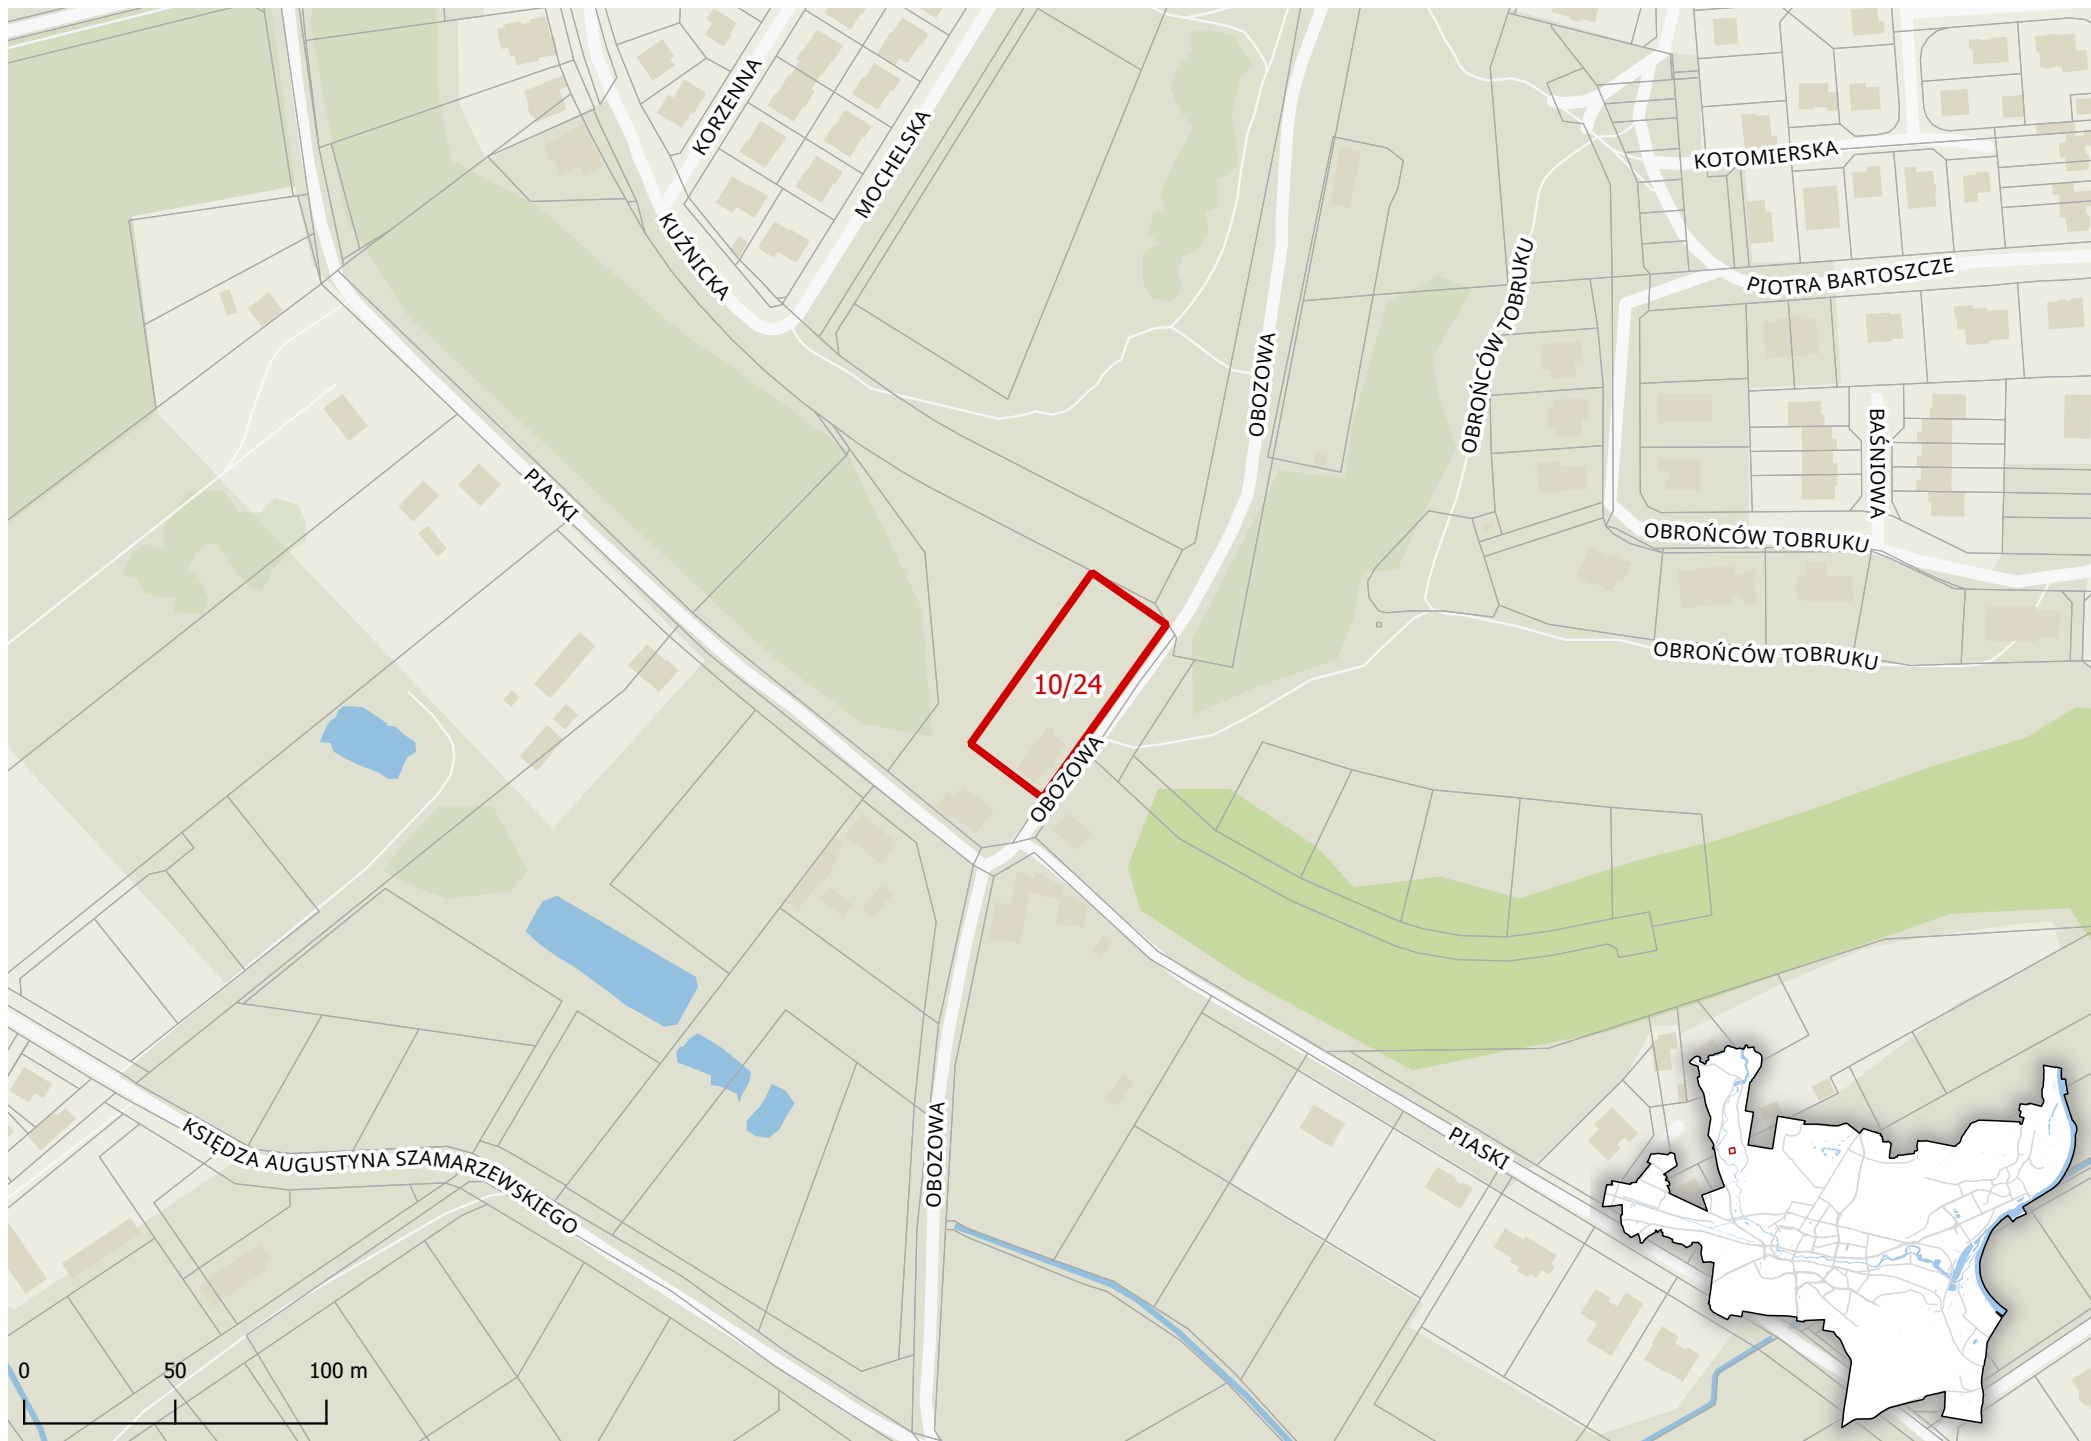 KORZENNA
MOCHELSKA
KUŹNICKA
KOTOMIERSKA
PIOTRA BARTOSZCZE
OBROŃCÓW TOBRUKU
OBOZOWA
BAŚNIOWA
PIASKI
OBROŃCÓW TOBRUKU
OBROŃCÓW TOBRUKU
10/24
OBOZOWA
OBOZOWA
PIASKI
KSIĘDZA AUGUSTYNA SZAMARZEWSKIEGO
0 50 100 m